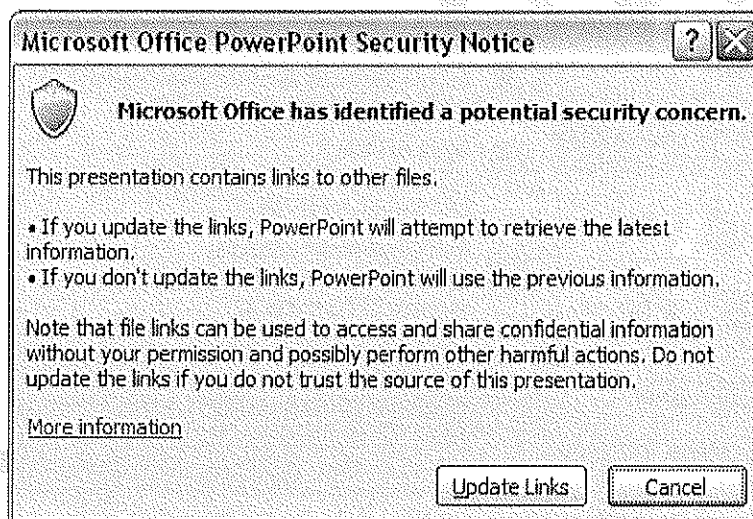 Microsoft Office PowerPoint Security Notice
?
Microsoft Office has identified a potential security concern.
This presentation contains links to other files.
• If you update the links, PowerPoint will attempt to retrieve the latest
information.
• If you don't update the links, PowerPoint will use the previous information.
Note that file links can be used to access and share confidential information
without your permission and possibly perform other harmful actions. Do not
update the links if you do not trust the source of this presentation.
More information
Update Links Cancel